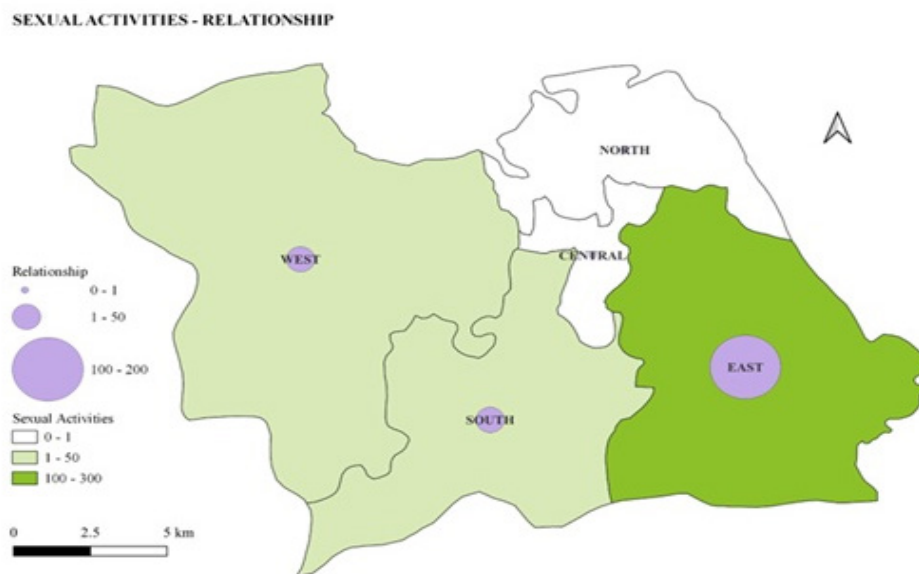 SEXUAL ACTIVITIES - RELATIONSHIP
NORTH
WEST
CENTRAL
EAST
SOUTH
Relationship
0 - 1
1 - 50
100 - 200
Sexual Activities
0 - 1
1 - 50
100 - 300
0 2.5 5 km